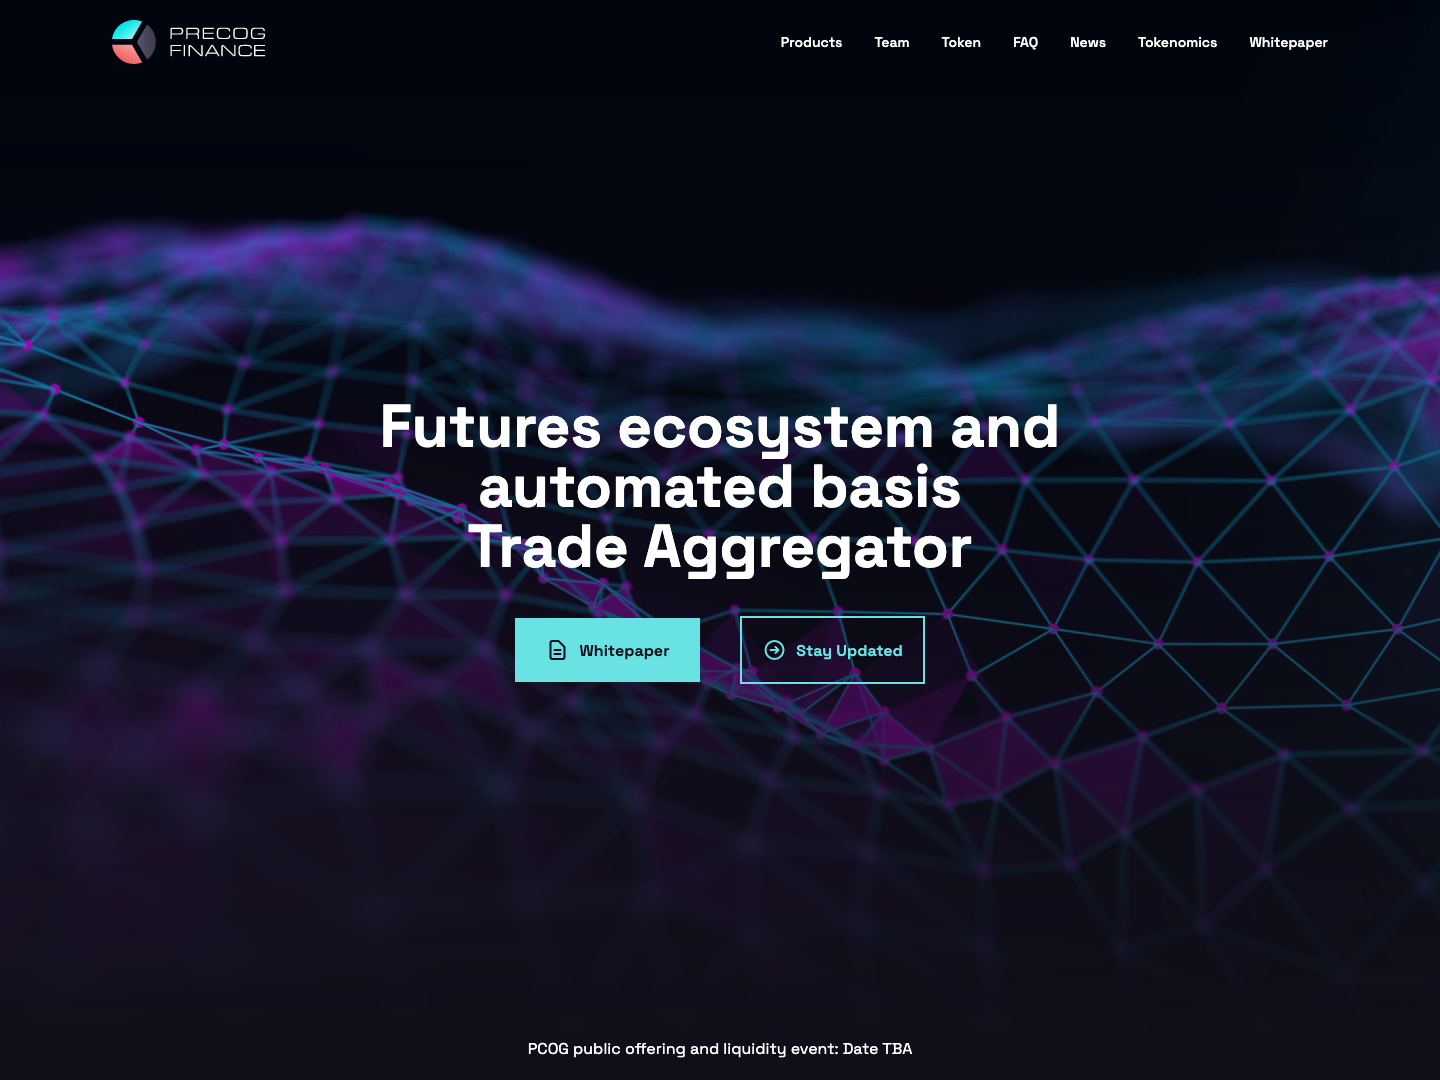 PRECOG
FINANCE
Products
Team
Token
FAQ
News
Tokenomics
Whitepaper
Futures ecosystem and
automated basis
Trade Aggregator
Whitepaper
Stay Updated
PCOG public offering and liquidity event: Date TBA